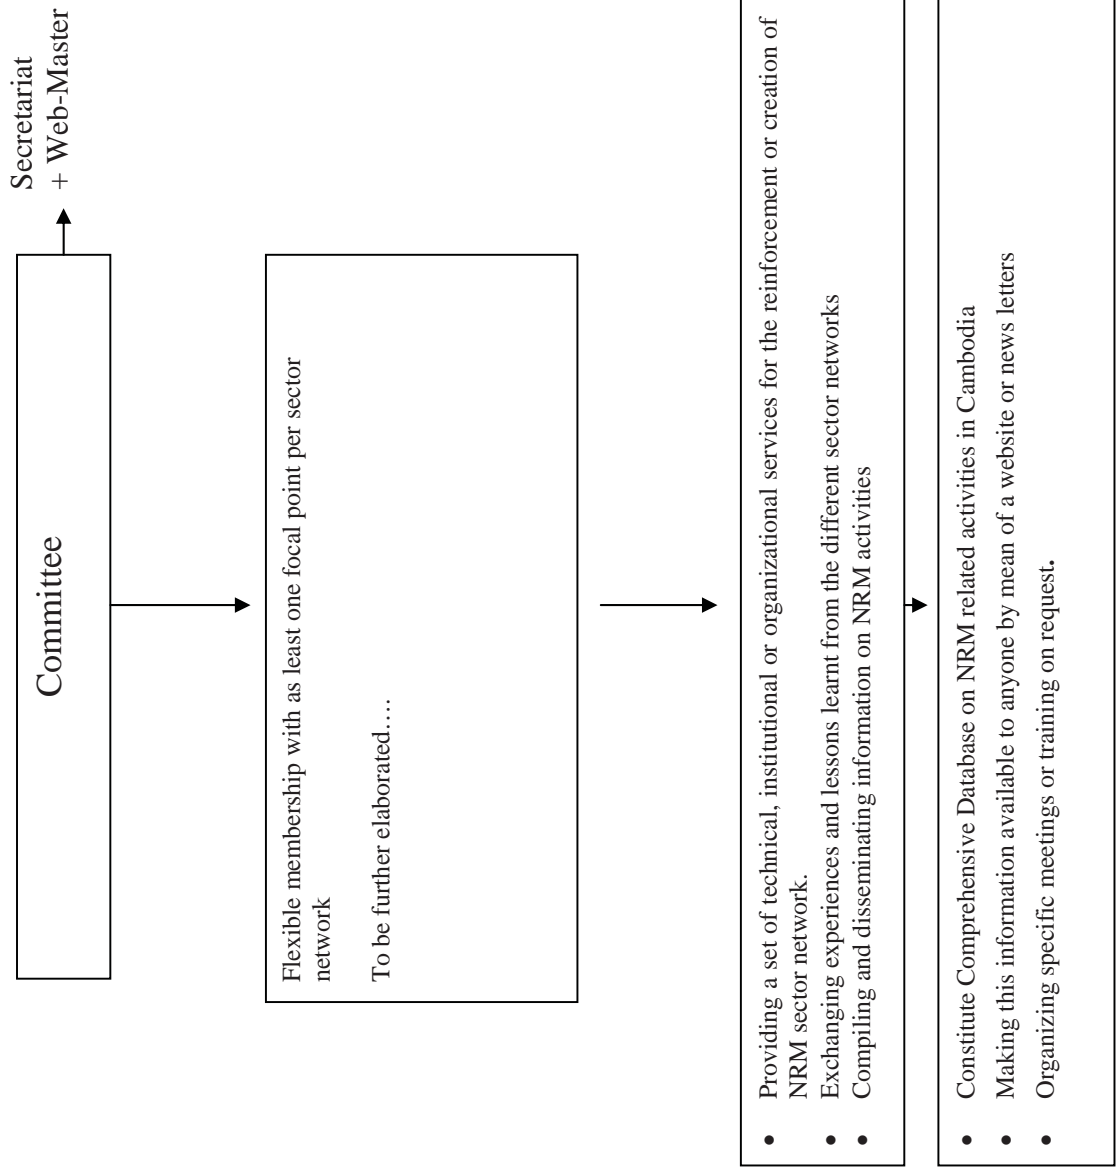 Secretariat
+ Web-Master
Committee
Flexible membership with as least one focal point per sector
network
To be further elaborated….
• Providing a set of technical, institutional or organizational services for the reinforcement or creation of
NRM sector network.
• Exchanging experiences and lessons learnt from the different sector networks
• Compiling and disseminating information on NRM activities
• Constitute Comprehensive Database on NRM related activities in Cambodia
• Making this information available to anyone by mean of a website or news letters
• Organizing specific meetings or training on request.